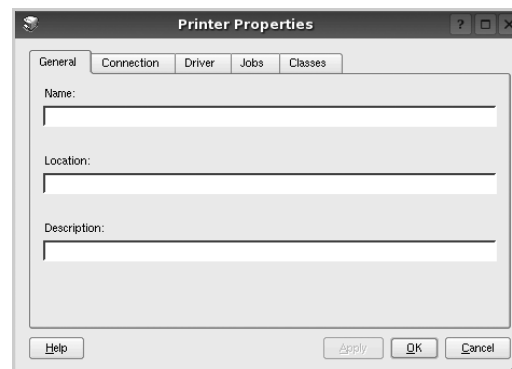 Printer Properties
General Connection Driver Jobs Classes
Name:
Location:
Description:
Help Apply OK Cancel